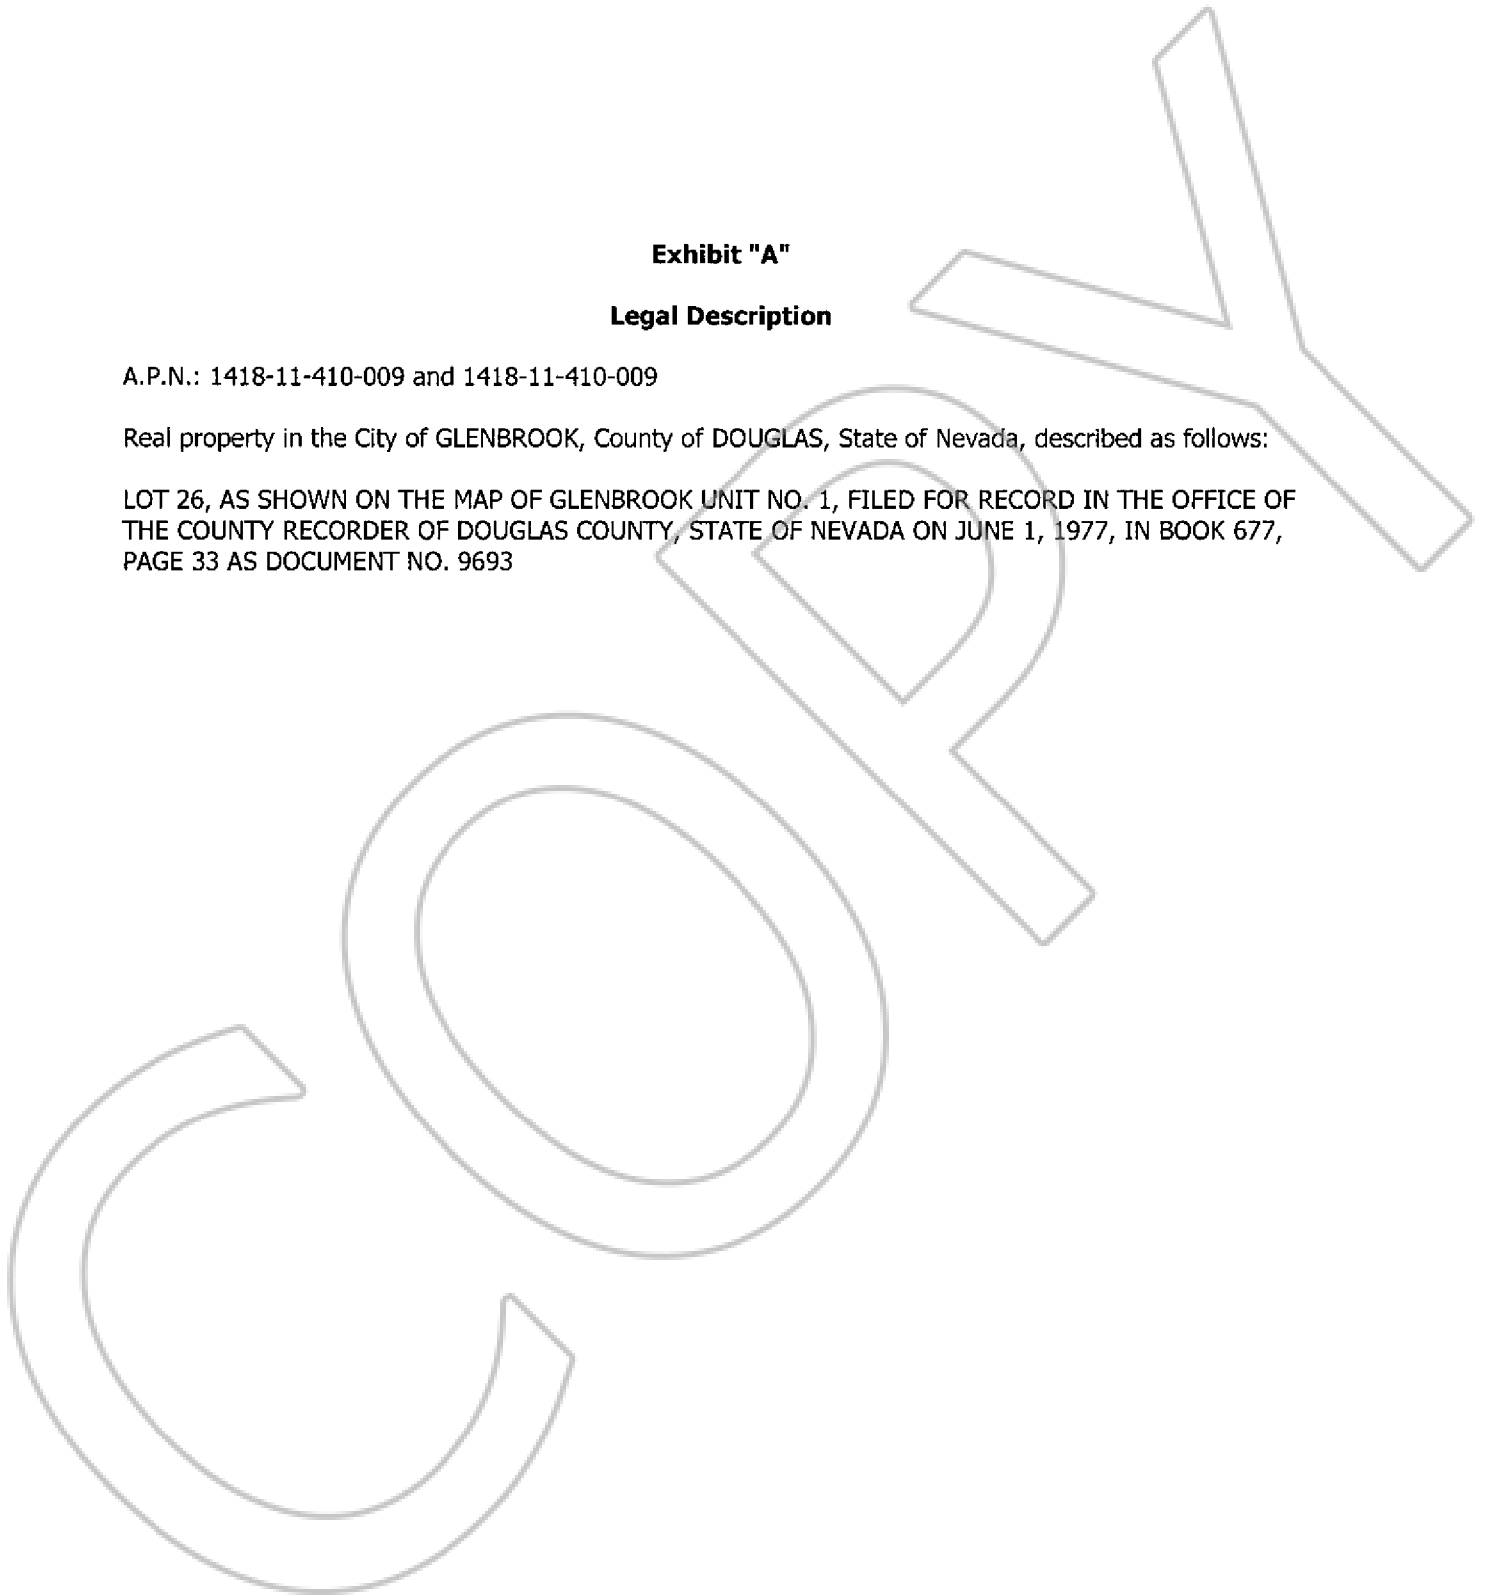 Exhibit "A"
Legal Description
A.P.N.: 1418-11-410-009 and 1418-11-410-009
Real property in the City of GLENBROOK, County of DOUGLAS, State of Nevada, described as follows:
LOT 26, AS SHOWN ON THE MAP OF GLENBROOK UNIT NO. 1, FILED FOR RECORD IN THE OFFICE OF
THE COUNTY RECORDER OF DOUGLAS COUNTY, STATE OF NEVADA ON JUNE 1, 1977, IN BOOK 677,
PAGE 33 AS DOCUMENT NO. 9693
COPY